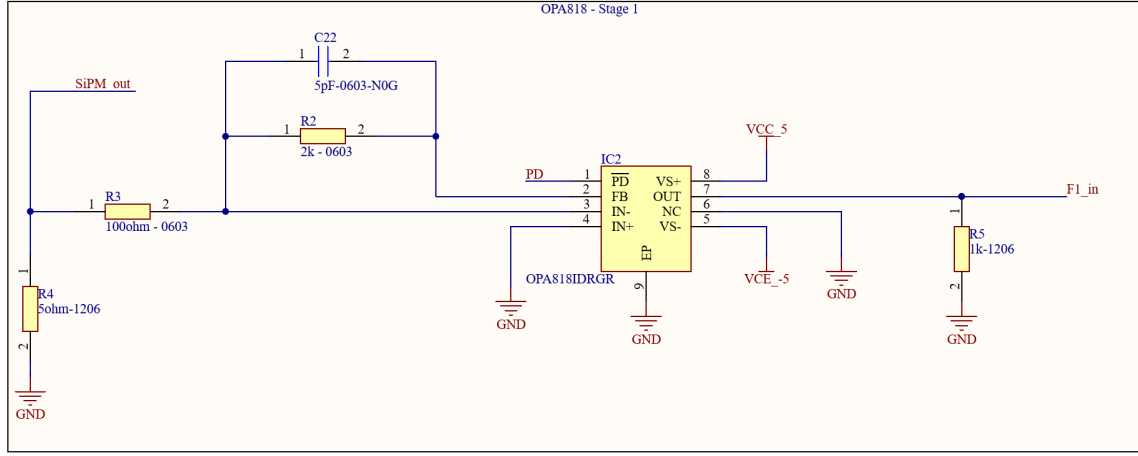 OPA818 - Stage 1
C22
1
2
5pF-0603-N0G
SiPM_out
R2
1
2
2k - 0603
VCC_5
IC2
PD
1
PD
VS+
8
2
FB
OUT
7
F1_in
3
IN-
NC
6
4
IN+
VS-
5
EP
9
OPA818IDRGR
VCE_-5
R3
1
2
100ohm - 0603
1
R5
1k-1206
2
1
R4
5ohm-1206
2
GND
GND
GND
GND
GND